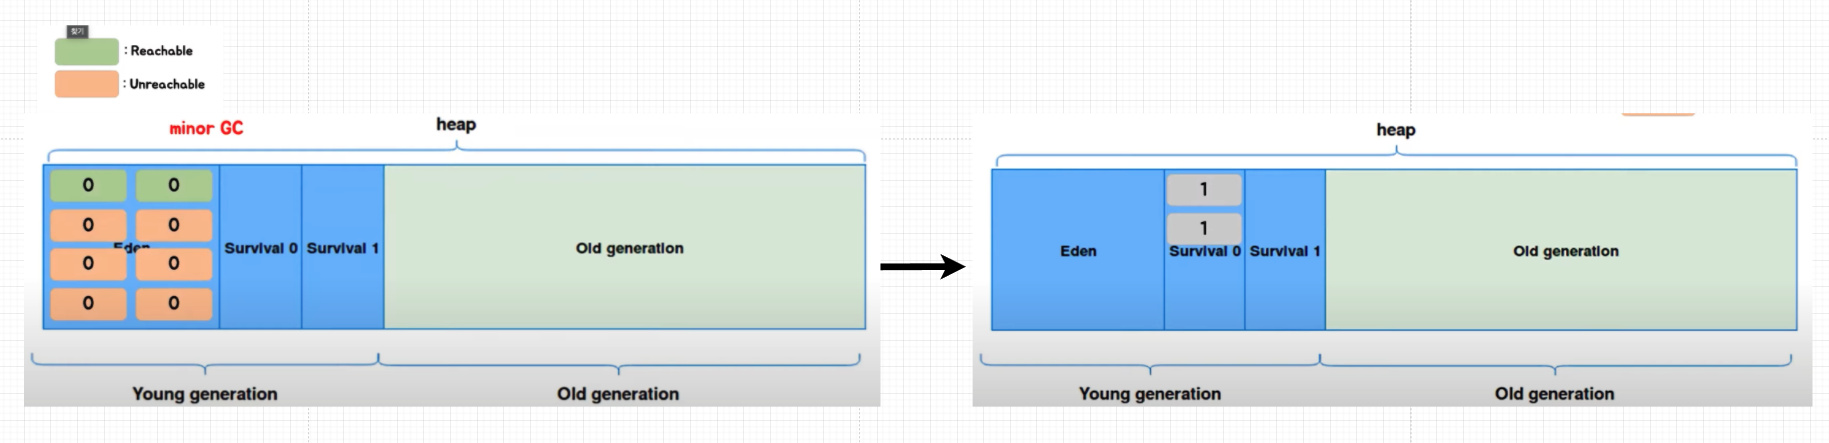 찾기
: Reachable
: Unreachable
minor GC
heap
0 0
0 0
Eden
Survival 0
Survival 1
Old generation
0 0
0 0
Young generation
Old generation
heap
1
1
Eden
Survival 0
Survival 1
Old generation
Young generation
Old generation